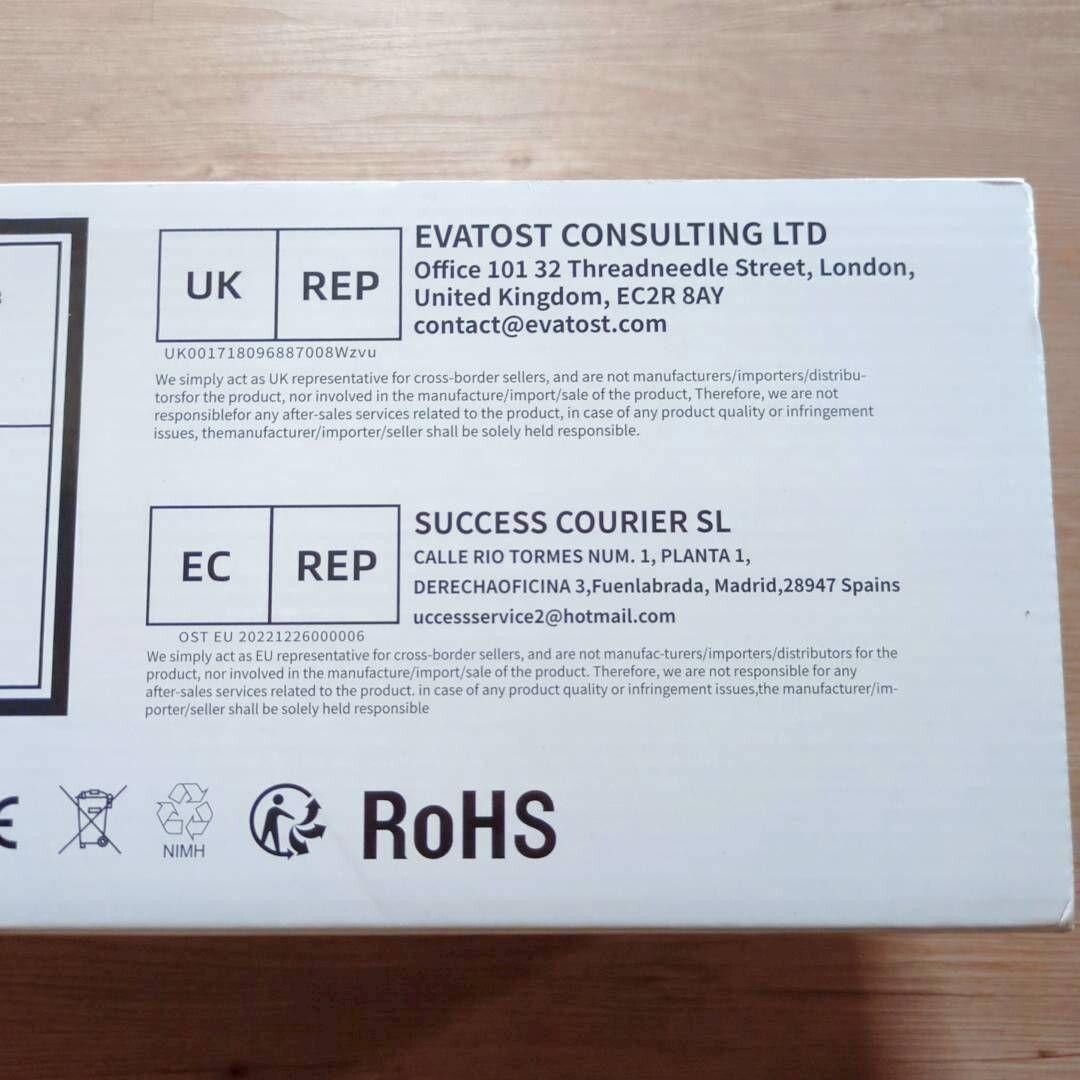 UK REP
EVATOST CONSULTING LTD
Office 101 32 Threadneedle Street, London,
United Kingdom, EC2R 8AY
contact@evatost.com
UK001718096887008Wzvu
We simply act as UK representative for cross-border sellers, and are not manufacturers/importers/distribu-
torsfor the product, nor involved in the manufacture/import/sale of the product, Therefore, we are not
responsiblefor any after-sales services related to the product, in case of any product quality or infringement
issues, themanufacturer/importer/seller shall be solely held responsible.
EC REP
SUCCESS COURIER SL
CALLE RIO TORMES NUM. 1, PLANTA 1,
DERECHAOFICINA 3,Fuenlabrada, Madrid,28947 Spains
uccessservice2@hotmail.com
OST EU 20221226000006
We simply act as EU representative for cross-border sellers, and are not manufac-turers/importers/distributors for the
product, nor involved in the manufacture/import/sale of the product. Therefore, we are not responsible for any
after-sales services related to the product. in case of any product quality or infringement issues,the manufacturer/im-
porter/seller shall be solely held responsible
NIMH
RoHS